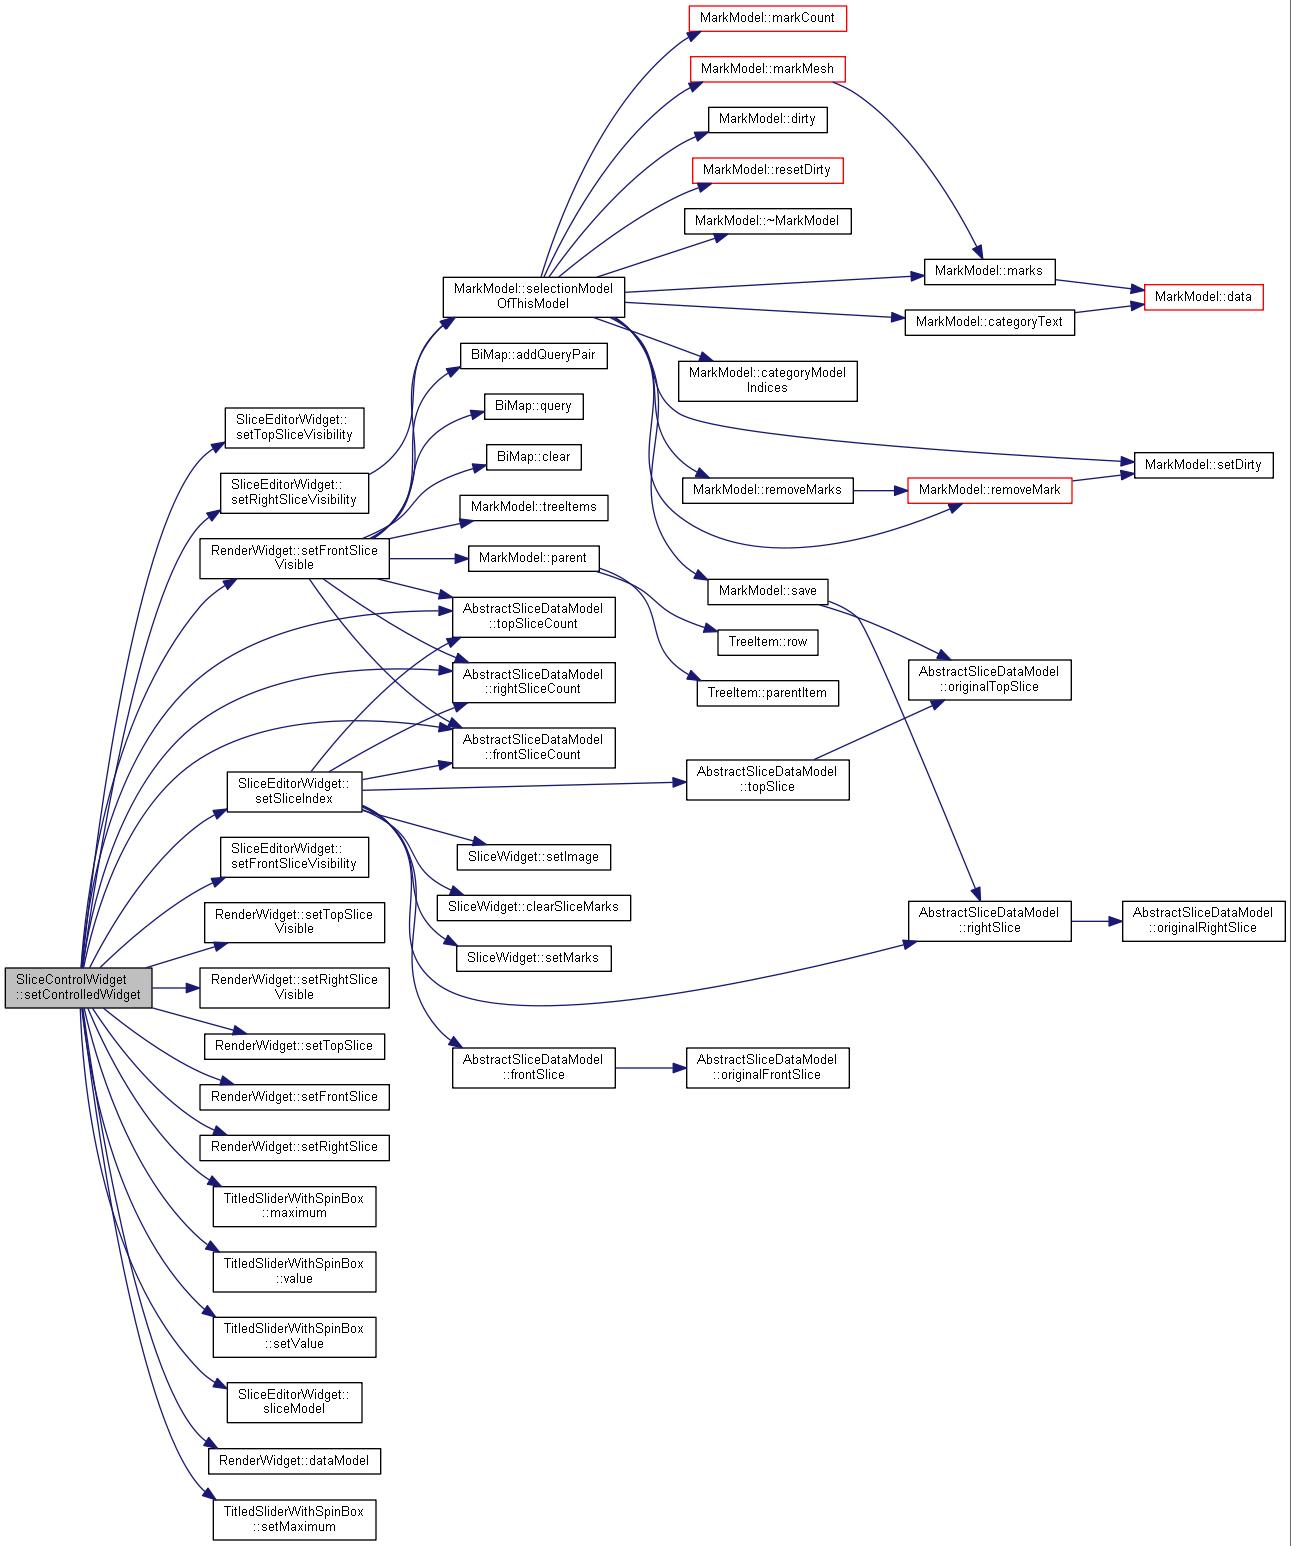 MarkModel::markCount
MarkModel::markMesh
MarkModel::dirty
MarkModel::resetDirty
MarkModel::~MarkModel
MarkModel::marks
MarkModel::selectionModel
OfThisModel
MarkModel::data
MarkModel::categoryText
BiMap::addQueryPair
MarkModel::categoryModel
Indices
BiMap::query
SliceEditorWidget::
setTopSliceVisibility
BiMap::clear
MarkModel::setDirty
SliceEditorWidget::
setRightSliceVisibility
MarkModel::removeMarks
MarkModel::removeMark
MarkModel::treeItems
RenderWidget::setFrontSlice
Visible
MarkModel::parent
MarkModel::save
AbstractSliceDataModel
::topSliceCount
TreeItem::row
AbstractSliceDataModel
::rightSliceCount
AbstractSliceDataModel
::originalTopSlice
TreeItem::parentItem
AbstractSliceDataModel
::frontSliceCount
AbstractSliceDataModel
::topSlice
SliceEditorWidget::
setSliceIndex
SliceEditorWidget::
setFrontSliceVisibility
SliceWidget::setImage
SliceWidget::clearSliceMarks
RenderWidget::setTopSlice
Visible
AbstractSliceDataModel
::rightSlice
AbstractSliceDataModel
::originalRightSlice
SliceWidget::setMarks
SliceControlWidget
::setControlledWidget
RenderWidget::setRightSlice
Visible
RenderWidget::setTopSlice
AbstractSliceDataModel
::frontSlice
AbstractSliceDataModel
::originalFrontSlice
RenderWidget::setFrontSlice
RenderWidget::setRightSlice
TitledSliderWithSpinBox
::maximum
TitledSliderWithSpinBox
::value
TitledSliderWithSpinBox
::setValue
SliceEditorWidget::
sliceModel
RenderWidget::dataModel
TitledSliderWithSpinBox
::setMaximum